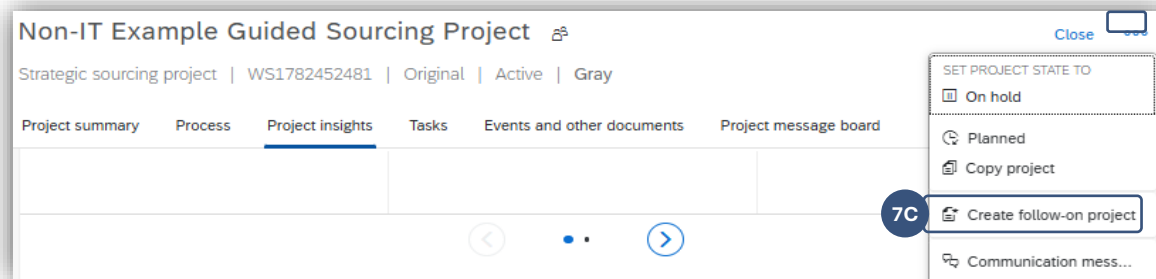 Non-IT Example Guided Sourcing Project
Close
Strategic sourcing project | WS1782452481 | Original | Active | Gray
SET PROJECT STATE TO
On hold
Project summary Process Project insights Tasks Events and other documents Project message board
Planned
Copy project
7C Create follow-on project
Communication mess...